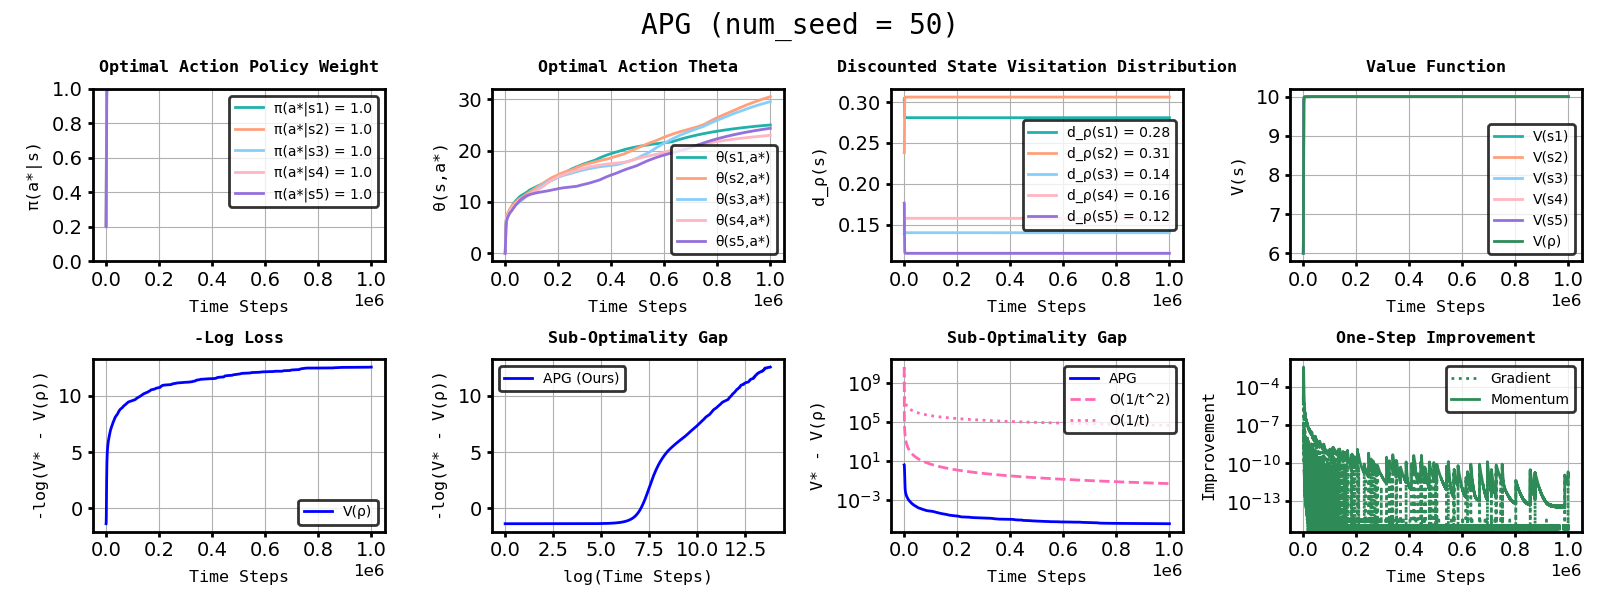 APG (num_seed = 50)
Optimal Action Policy Weight
π(a*|s)
1.0
0.8
0.6
0.4
0.2
0.0
π(a*|s1) = 1.0
π(a*|s2) = 1.0
π(a*|s3) = 1.0
π(a*|s4) = 1.0
π(a*|s5) = 1.0
0.0 0.2 0.4 0.6 0.8 1.0
1e6
Time Steps
Optimal Action Theta
θ(s,a*)
30
20
10
0
θ(s1,a*)
θ(s2,a*)
θ(s3,a*)
θ(s4,a*)
θ(s5,a*)
0.0 0.2 0.4 0.6 0.8 1.0
1e6
Time Steps
Discounted State Visitation Distribution
d_ρ(s)
0.30
0.25
0.20
0.15
d_ρ(s1) = 0.28
d_ρ(s2) = 0.31
d_ρ(s3) = 0.14
d_ρ(s4) = 0.16
d_ρ(s5) = 0.12
0.0 0.2 0.4 0.6 0.8 1.0
1e6
Time Steps
Value Function
V(s)
10
9
8
7
6
V(s1)
V(s2)
V(s3)
V(s4)
V(s5)
V(ρ)
0.0 0.2 0.4 0.6 0.8 1.0
1e6
Time Steps
-Log Loss
-log(V* - V(ρ))
10
5
0
V(ρ)
0.0 0.2 0.4 0.6 0.8 1.0
1e6
Time Steps
Sub-Optimality Gap
-log(V* - V(ρ))
10
5
0
APG (Ours)
0.0 2.5 5.0 7.5 10.0 12.5
log(Time Steps)
Sub-Optimality Gap
V* - V(ρ)
10⁹
10⁵
10¹
10⁻³
APG
O(1/t^2)
O(1/t)
0.0 0.2 0.4 0.6 0.8 1.0
1e6
Time Steps
One-Step Improvement
Improvement
10⁻⁴
10⁻⁷
10⁻¹⁰
10⁻¹³
Gradient
Momentum
0.0 0.2 0.4 0.6 0.8 1.0
1e6
Time Steps